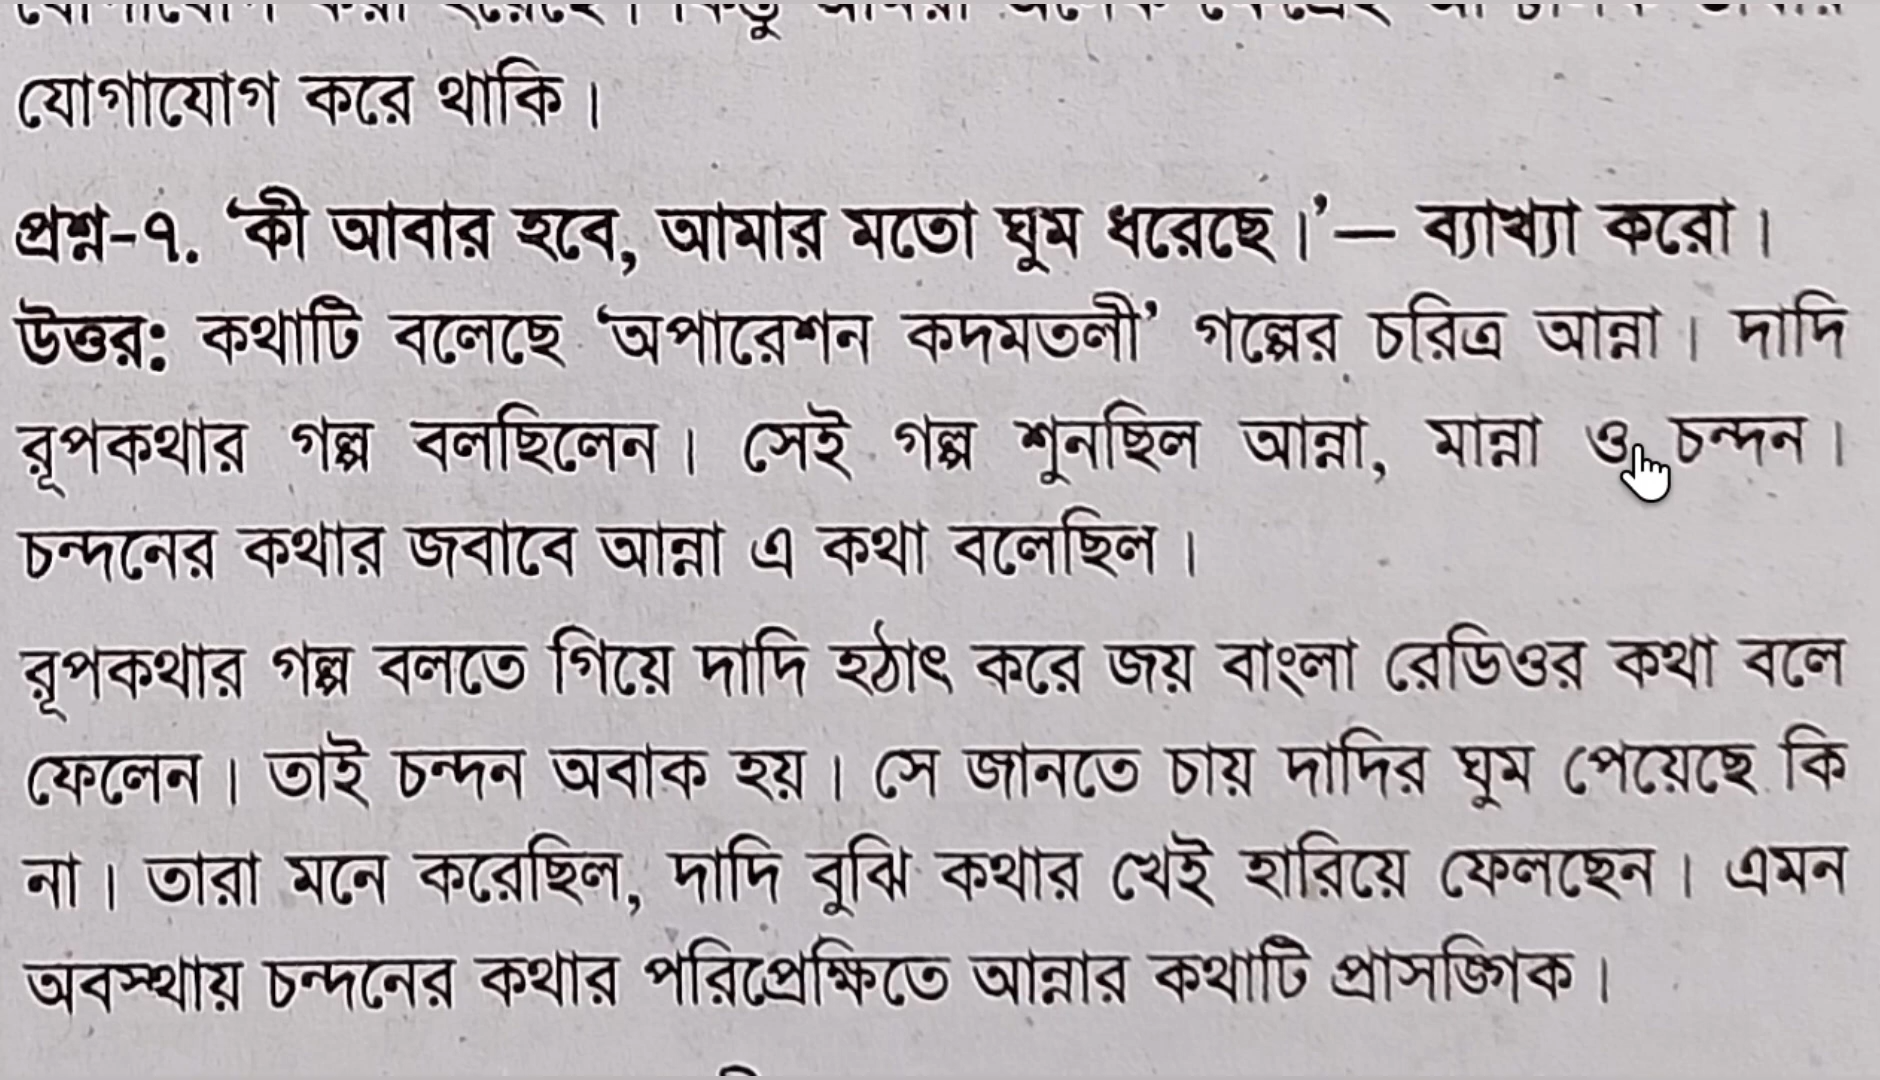 যোগাযোগ করে থাকি।
প্রশ্ন-৭. ‘কী আবার হবে, আমার মতো ঘুম ধরেছে।’— ব্যাখ্যা করো।
উত্তর: কথাটি বলেছে ‘অপারেশন কদমতলী’ গল্পের চরিত্র আন্না। দাদি
রূপকথার গল্প বলছিলেন। সেই গল্প শুনছিল আন্না, মান্না ও চন্দন।
চন্দনের কথার জবাবে আন্না এ কথা বলেছিল।
রূপকথার গল্প বলতে গিয়ে দাদি হঠাৎ করে জয় বাংলা রেডিওর কথা বলে
ফেলেন। তাই চন্দন অবাক হয়। সে জানতে চায় দাদির ঘুম পেয়েছে কি
না। তারা মনে করেছিল, দাদি বুঝি কথার খেই হারিয়ে ফেলছেন। এমন
অবস্থায় চন্দনের কথার পরিপ্রেক্ষিতে আন্নার কথাটি প্রাসঙ্গিক।